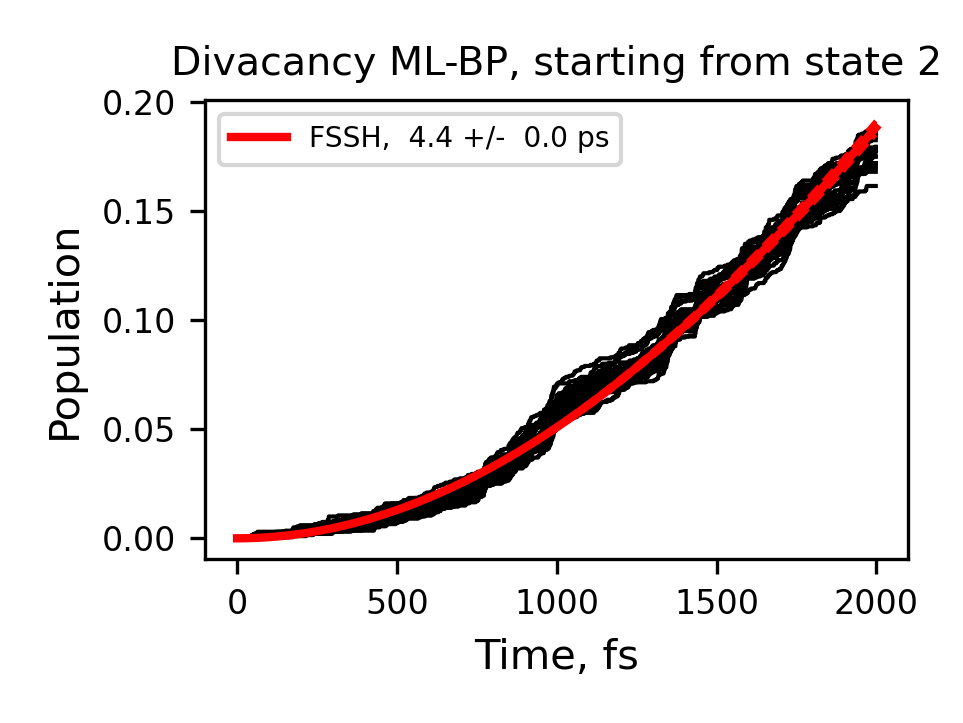 Divacancy ML-BP, starting from state 2
FSSH,  4.4 +/-  0.0 ps
Population
0.20
0.15
0.10
0.05
0.00
0
500
1000
1500
2000
Time, fs